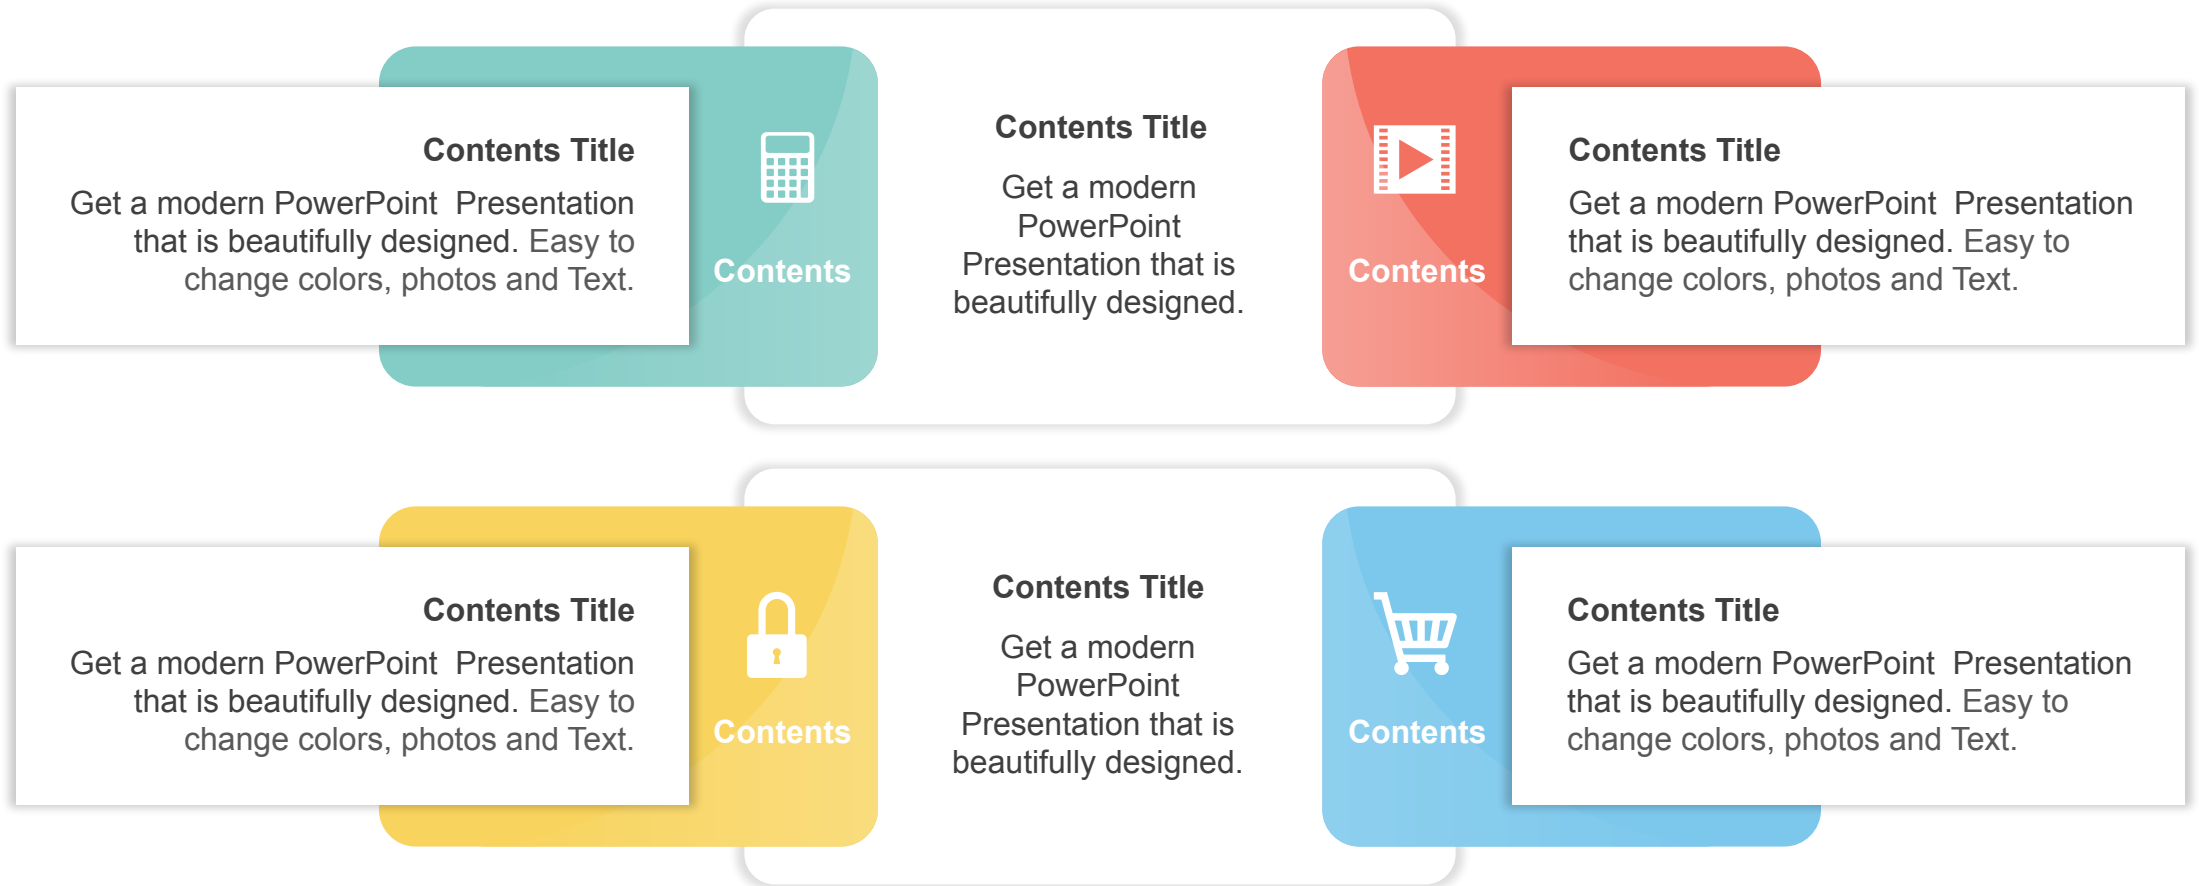 Contents Title
Get a modern PowerPoint  Presentation
that is beautifully designed. Easy to
change colors, photos and Text.
Contents
Contents Title
Get a modern
PowerPoint
Presentation that is
beautifully designed.
Contents
Contents Title
Get a modern PowerPoint  Presentation
that is beautifully designed. Easy to
change colors, photos and Text.
Contents Title
Get a modern PowerPoint  Presentation
that is beautifully designed. Easy to
change colors, photos and Text.
Contents
Contents Title
Get a modern
PowerPoint
Presentation that is
beautifully designed.
Contents
Contents Title
Get a modern PowerPoint  Presentation
that is beautifully designed. Easy to
change colors, photos and Text.